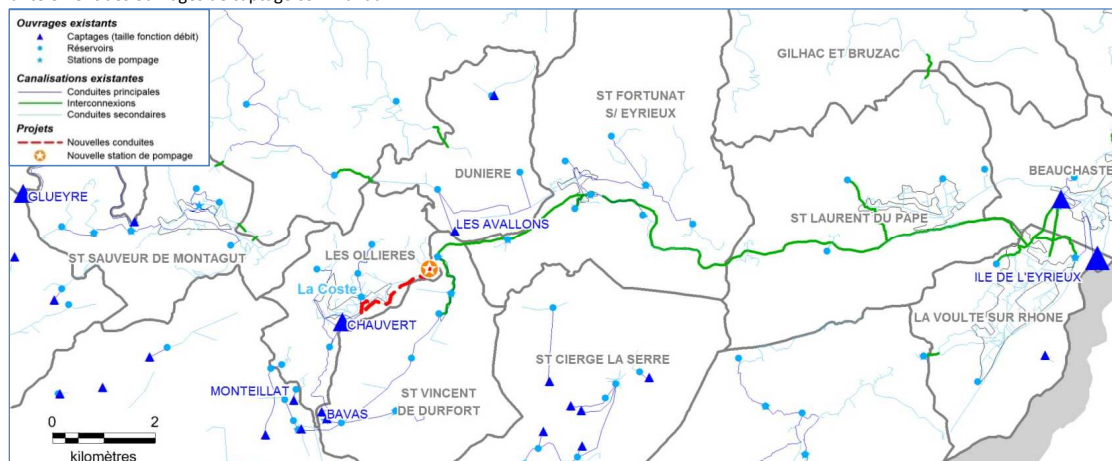 Ouvrages existants
Captages (taille fonction débit)
Réservoirs
Stations de pompage
Canalisations existantes
Conduites principales
Interconnexions
Conduites secondaires
Projets
Nouvelles conduites
Nouvelle station de pompage
GILHAC ET BRUZAC
ST FORTUNAT
S/ EYRIEUX
DUNIERE
BEAUCHASTE
GLUEYRE
LES AVALLONS
ST LAURENT DU PAPE
ST SAUVEUR DE MONTAGUT
LES OLLIERES
La Coste
ILE DE L'EYRIEUX
CHAUVERT
LA VOULTE SUR RHONE
ST CIERGE LA SERRE
MONTEILLAT
ST VINCENT
DE DURFORT
BAVAS
0 2
kilomètres